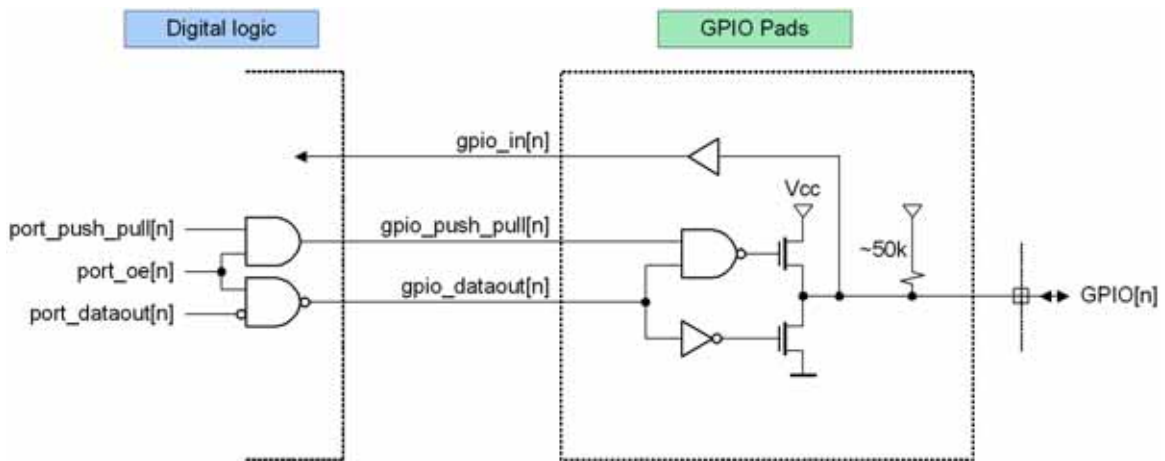 Digital logic
GPIO Pads
gpio_in[n]
Vcc
port_push_pull[n]
gpio_push_pull[n]
~50k
port_oe[n]
gpio_dataout[n]
GPIO[n]
port_dataout[n]